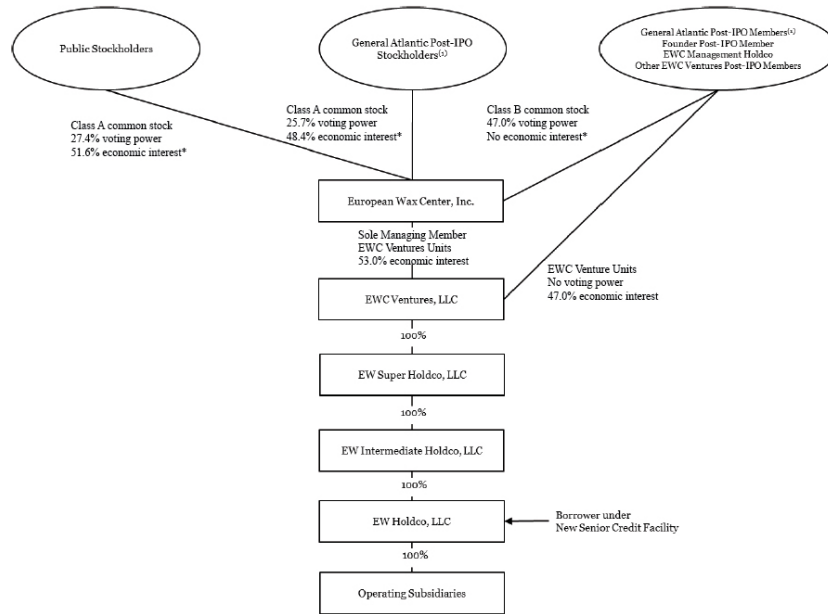 Public Stockholders
General Atlantic Post-IPO
Stockholders(1)
General Atlantic Post-IPO Members(1)
Founder Post-IPO Member
EWC Management Holdco
Other EWC Ventures Post-IPO Members
Class A common stock
27.4% voting power
51.6% economic interest*
Class A common stock
25.7% voting power
48.4% economic interest*
Class B common stock
47.0% voting power
No economic interest*
European Wax Center, Inc.
Sole Managing Member
EWC Ventures Units
53.0% economic interest
EWC Venture Units
No voting power
47.0% economic interest
EWC Ventures, LLC
100%
EW Super Holdco, LLC
100%
EW Intermediate Holdco, LLC
100%
EW Holdco, LLC
Borrower under
New Senior Credit Facility
100%
Operating Subsidiaries